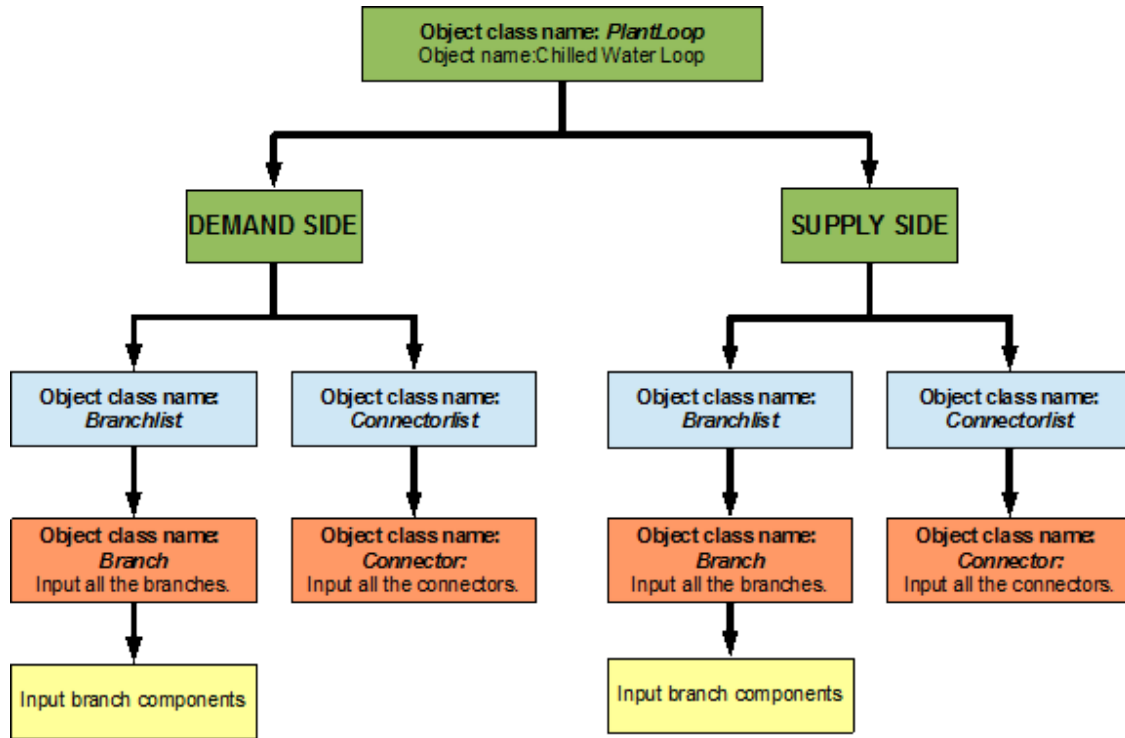 Object class name: PlantLoop
Object name:Chilled Water Loop
DEMAND SIDE
SUPPLY SIDE
Object class name:
Branchlist
Object class name:
Connectorlist
Object class name:
Branchlist
Object class name:
Connectorlist
Object class name:
Branch
Input all the branches.
Object class name:
Connector:
Input all the connectors.
Object class name:
Branch
Input all the branches.
Object class name:
Connector:
Input all the connectors.
Input branch components
Input branch components